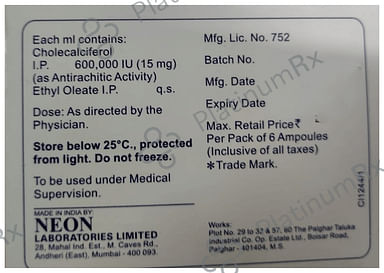 Each ml contains:
Cholecalciferol
I.P. 600,000 IU (15 mg)
(as Antirachitic Activity)
Ethyl Oleate I.P. q.s.
Dose: As directed by the
Physician.
Store below 25°C., protected
from light. Do not freeze.
To be used under Medical
Supervision.
MADE IN INDIA BY:
NEON
LABORATORIES LIMITED
28, Mahal Ind. Est., M. Caves Rd.,
Andheri (East), Mumbai - 400 093.
Mfg. Lic. No. 752
Batch No.
Mfg. Date
Expiry Date
Max. Retail Price₹
Per Pack of 6 Ampoules
(Inclusive of all taxes)
*Trade Mark.
Works:
Plot No. 29 to 32 & 57, 60 The Palghar Taluka
Industrial Co. Op. Estate Ltd., Boisar Road,
Palghar - 401404, M.S.
CI1244/1
PlatinumRx